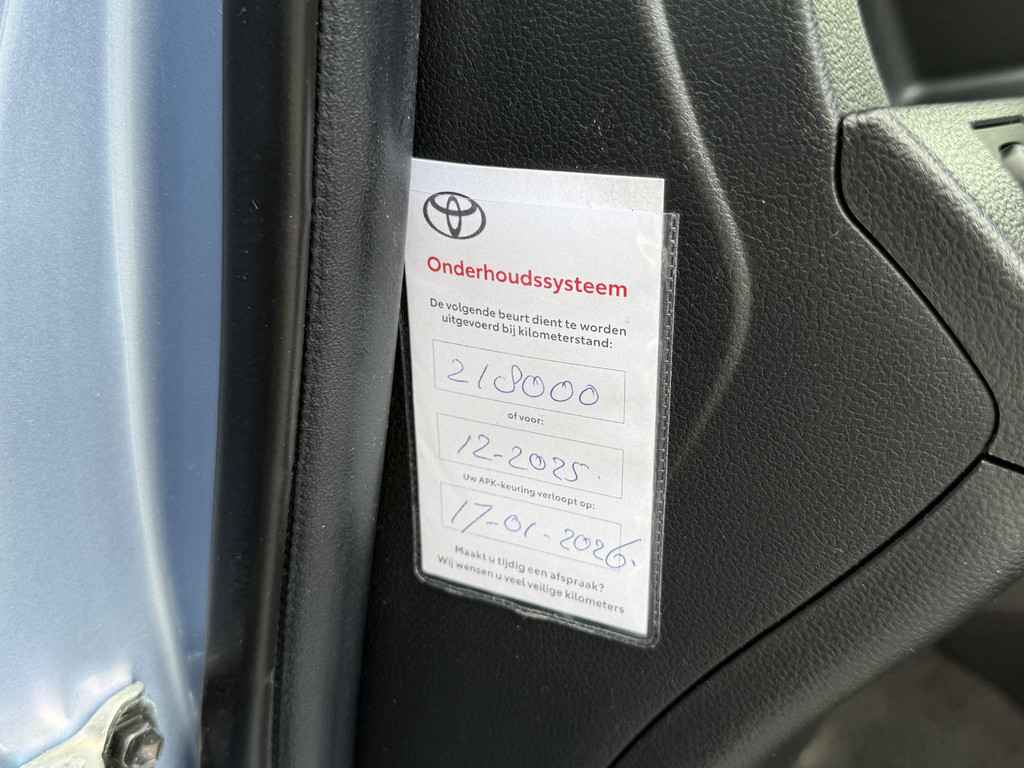 Onderhoudssysteem
De volgende beurt dient te worden
uitgevoerd bij kilometerstand:
218000
of voor:
12-2025.
Uw APK-keuring verloopt op:
17-01-2026.
Maakt u tijdig een afspraak?
Wij wensen u veel veilige kilometers